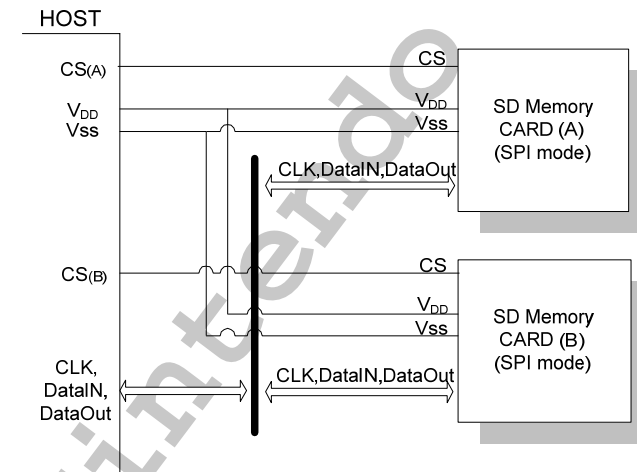 HOST
CS(A)
CS
VDD
VDD
Vss
Vss
SD Memory
CARD (A)
(SPI mode)
CLK,DataIN,DataOut
CS(B)
CS
VDD
Vss
SD Memory
CARD (B)
(SPI mode)
CLK,
DataIN,
DataOut
CLK,DataIN,DataOut
intendo